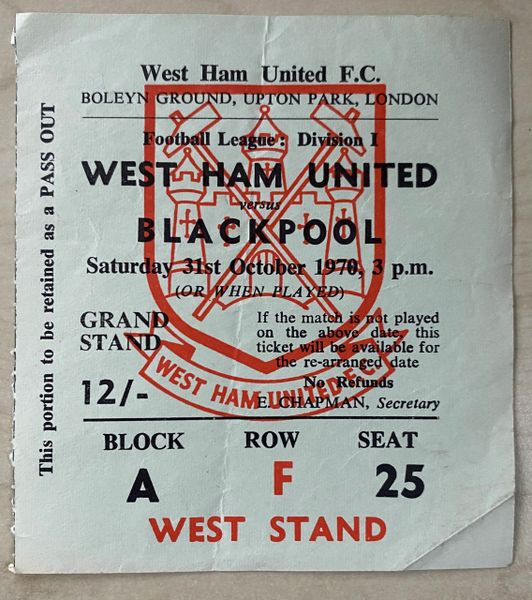 West Ham United F.C.
BOLEYN GROUND, UPTON PARK, LONDON
Football League : Division I
WEST HAM UNITED
versus
BLACKPOOL
Saturday 31st October 1970, 3 p.m.
(OR WHEN PLAYED)
GRAND
STAND
12/-
If the match is not played
on the above date, this
ticket will be available for
the re-arranged date
No Refunds
E. CHAPMAN, Secretary
WEST HAM UNITED F.C.
BLOCK
A
ROW
F
SEAT
25
WEST STAND
This portion to be retained as a PASS OUT